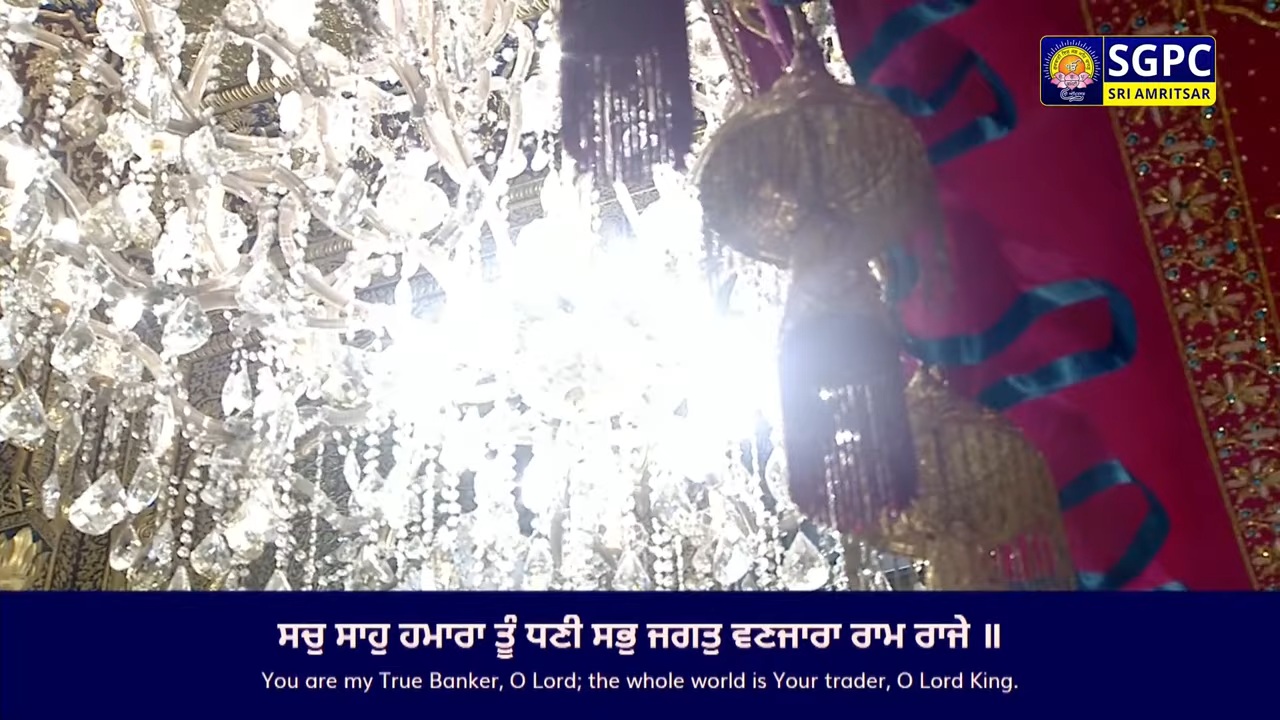 SGPC
SRI AMRITSAR
ਸਚੁ ਸਾਹੁ ਹਮਾਰਾ ਤੂੰ ਧਣੀ ਸਭੁ ਜਗਤੁ ਵਣਜਾਰਾ ਰਾਮ ਰਾਜੇ ॥
You are my True Banker, O Lord; the whole world is Your trader, O Lord King.